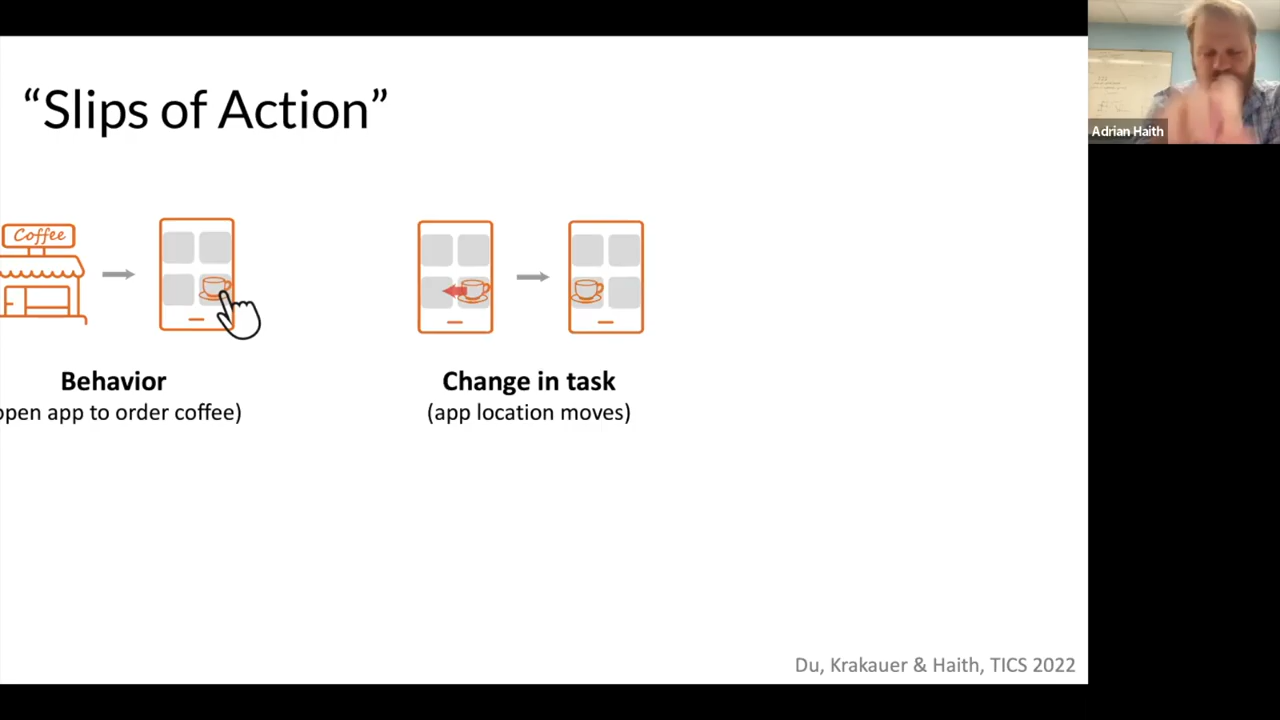 “Slips of Action”
Coffee
Behavior
open app to order coffee)
Change in task
(app location moves)
Du, Krakauer & Haith, TICS 2022
Adrian Haith